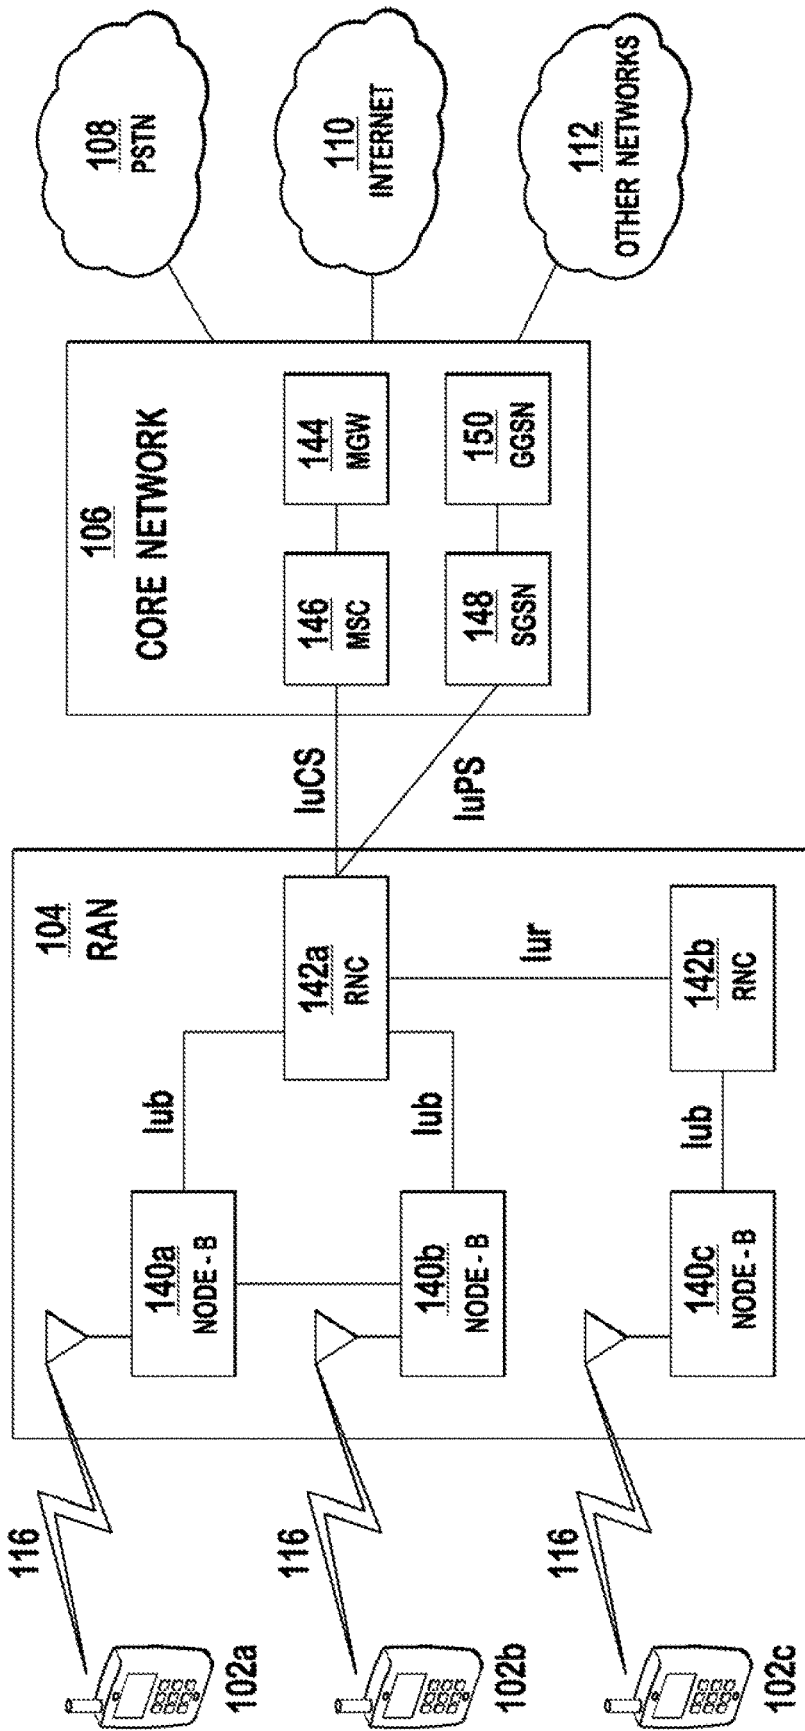 102a
116
102b
116
102c
116
104
RAN
140a
NODE - B
140b
NODE - B
140c
NODE - B
Iub
Iub
Iub
142a
RNC
Iur
142b
RNC
IuCS
IuPS
106
CORE NETWORK
146
MSC
144
MGW
148
SGSN
150
GGSN
108
PSTN
110
INTERNET
112
OTHER NETWORKS